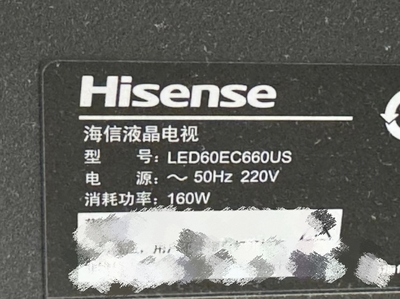 Hisense
海信液晶电视
型 号: LED60EC660US
电 源: ～ 50Hz 220V
消耗功率: 160W